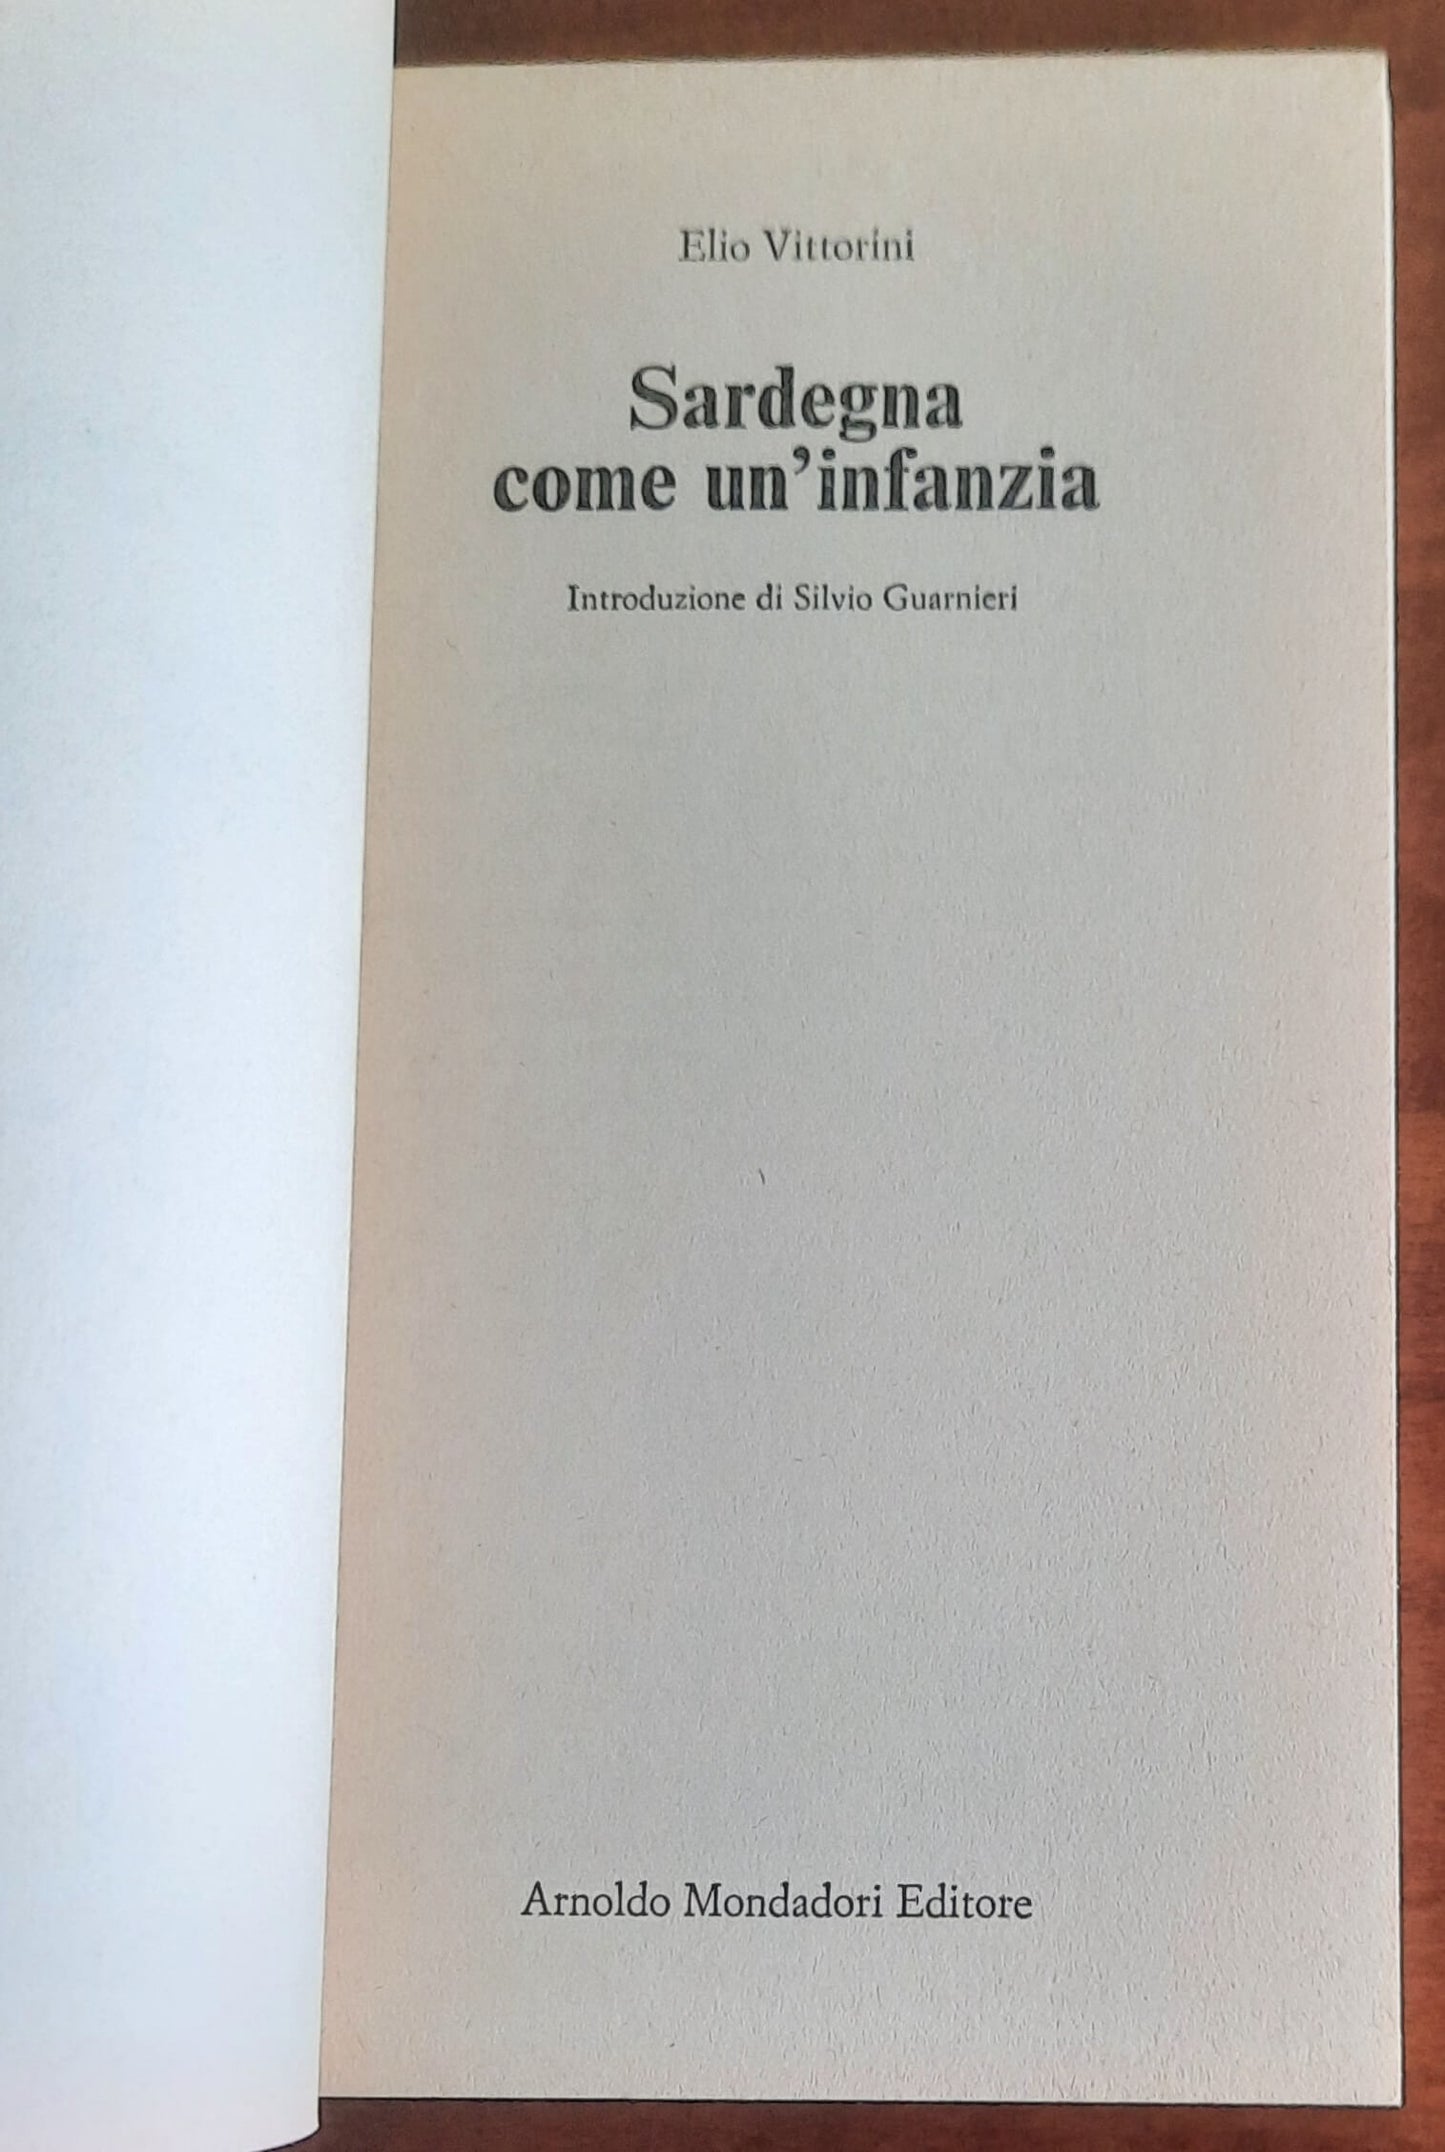 Elio Vittorini
Sardegna
come un'infanzia
Introduzione di Silvio Guarnieri
Arnoldo Mondadori Editore